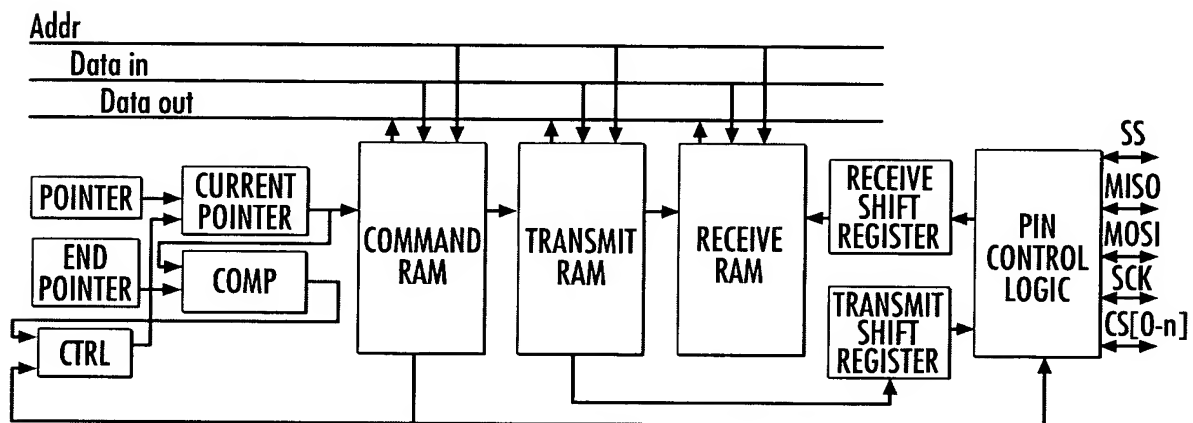 Addr
Data in
Data out
POINTER
CURRENT
POINTER
END
POINTER
COMP
CTRL
COMMAND
RAM
TRANSMIT
RAM
RECEIVE
RAM
RECEIVE
SHIFT
REGISTER
TRANSMIT
SHIFT
REGISTER
PIN
CONTROL
LOGIC
SS
MISO
MOSI
SCK
CS[0-n]